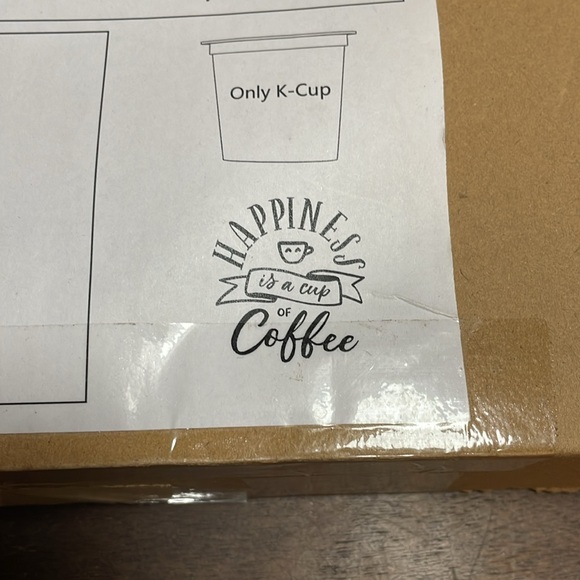 Only K-Cup
HAPPINESS
is a cup
OF
Coffee